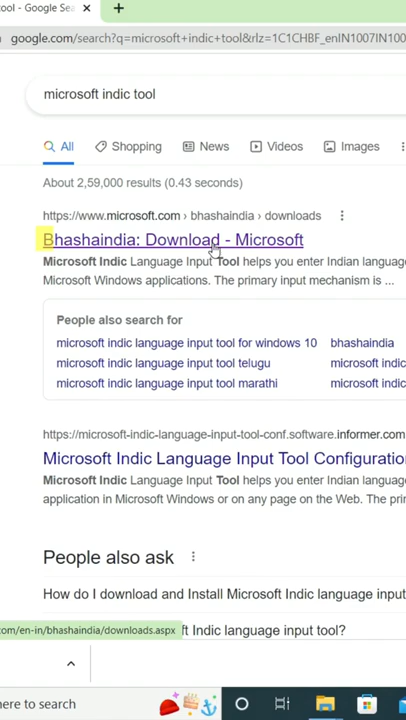 tool - Google Sea
google.com/search?q=microsoft+indic+tool&rlz=1C1CHBF_enIN1007IN100
microsoft indic tool
All
Shopping
News
Videos
Images
About 2,59,000 results (0.43 seconds)
https://www.microsoft.com › bhashaindia › downloads
Bhashaindia: Download - Microsoft
Microsoft Indic Language Input Tool helps you enter Indian langua
Microsoft Windows applications. The primary input mechanism is ...
People also search for
microsoft indic language input tool for windows 10
bhashaindia
microsoft indic language input tool telugu
microsoft indic
microsoft indic language input tool marathi
microsoft indic
https://microsoft-indic-language-input-tool-conf.software.informer.com
Microsoft Indic Language Input Tool Configuratio
Microsoft Indic Language Input Tool helps you enter Indian languag
application in Microsoft Windows or on any page on the Web. The prim
People also ask
How do I download and Install Microsoft Indic language input
ft Indic language input tool?
com/en-in/bhashaindia/downloads.aspx
here to search